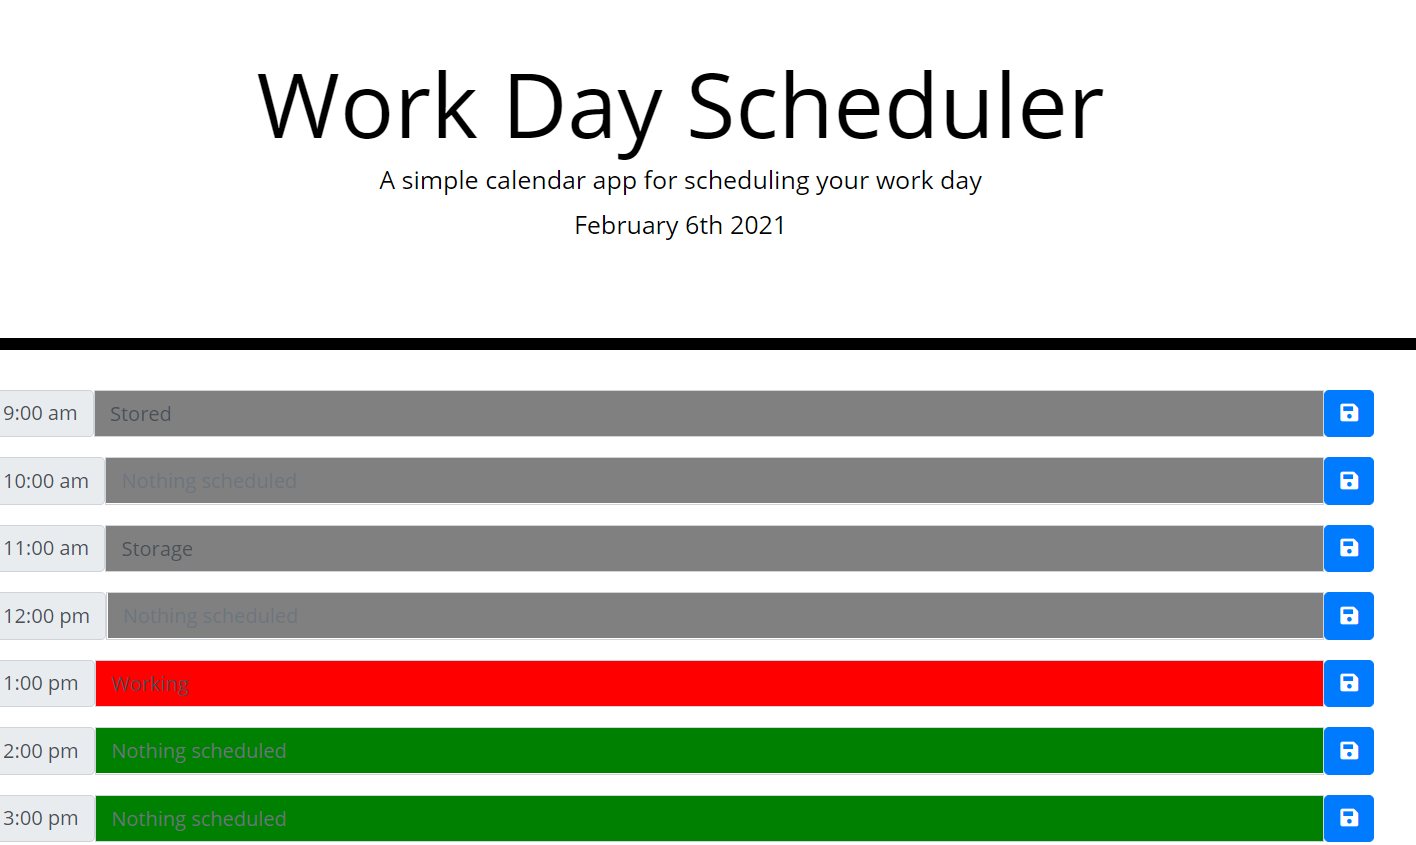 Work Day Scheduler
A simple calendar app for scheduling your work day
February 6th 2021
9:00 am Stored
10:00 am Nothing scheduled
11:00 am Storage
12:00 pm Nothing scheduled
1:00 pm Working
2:00 pm Nothing scheduled
3:00 pm Nothing scheduled